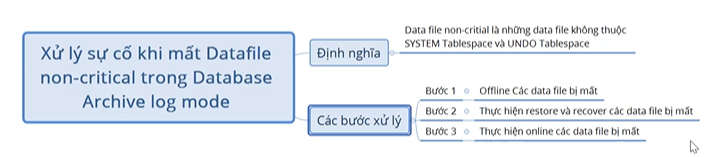 Xử lý sự cố khi mất Datafile
non-critical trong Database
Archive log mode
Định nghĩa
Data file non-critial là những data file không thuộc
SYSTEM Tablespace và UNDO Tablespace
Các bước xử lý
Bước 1 Offline Các data file bị mất
Bước 2 Thực hiện restore và recover các data file bị mất
Bước 3 Thực hiện online các data file bị mất